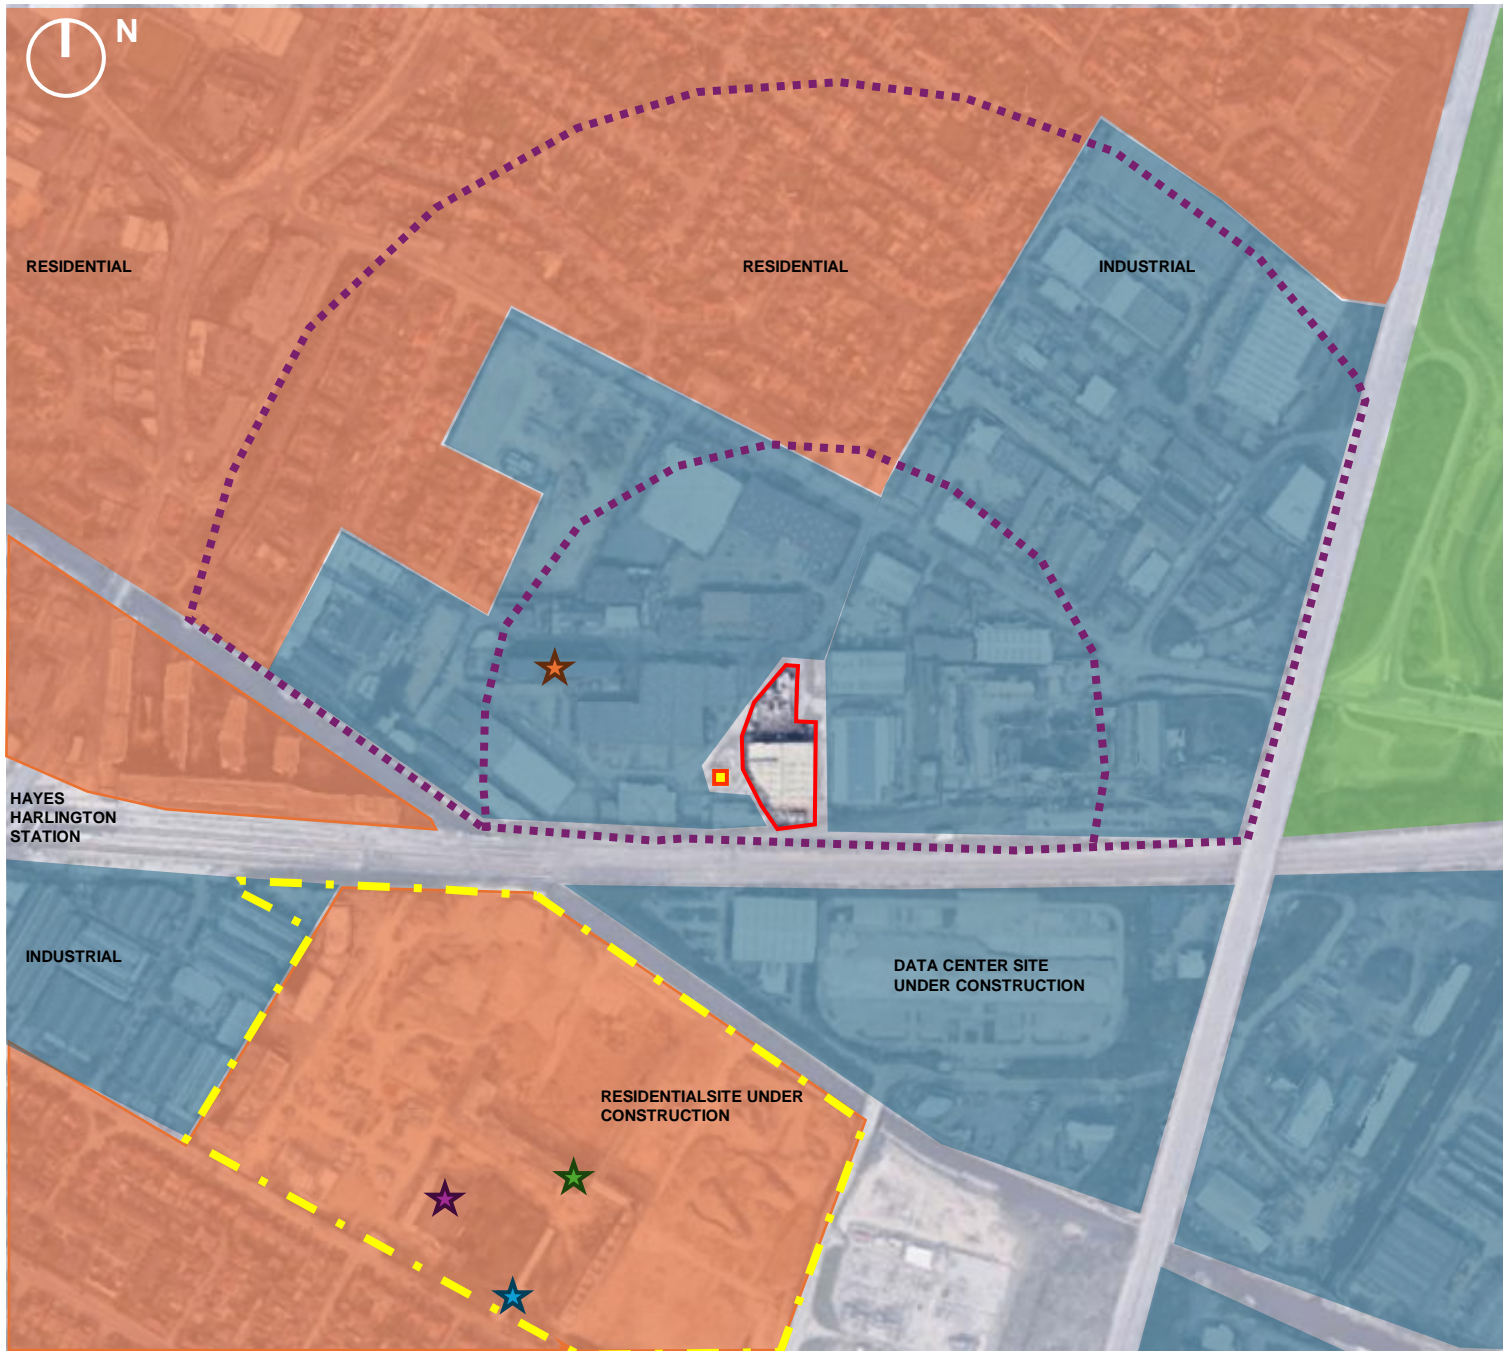 N
RESIDENTIAL
RESIDENTIAL
INDUSTRIAL
HAYES
HARLINGTON
STATION
INDUSTRIAL
DATA CENTER SITE
UNDER CONSTRUCTION
RESIDENTIALSITE UNDER
CONSTRUCTION